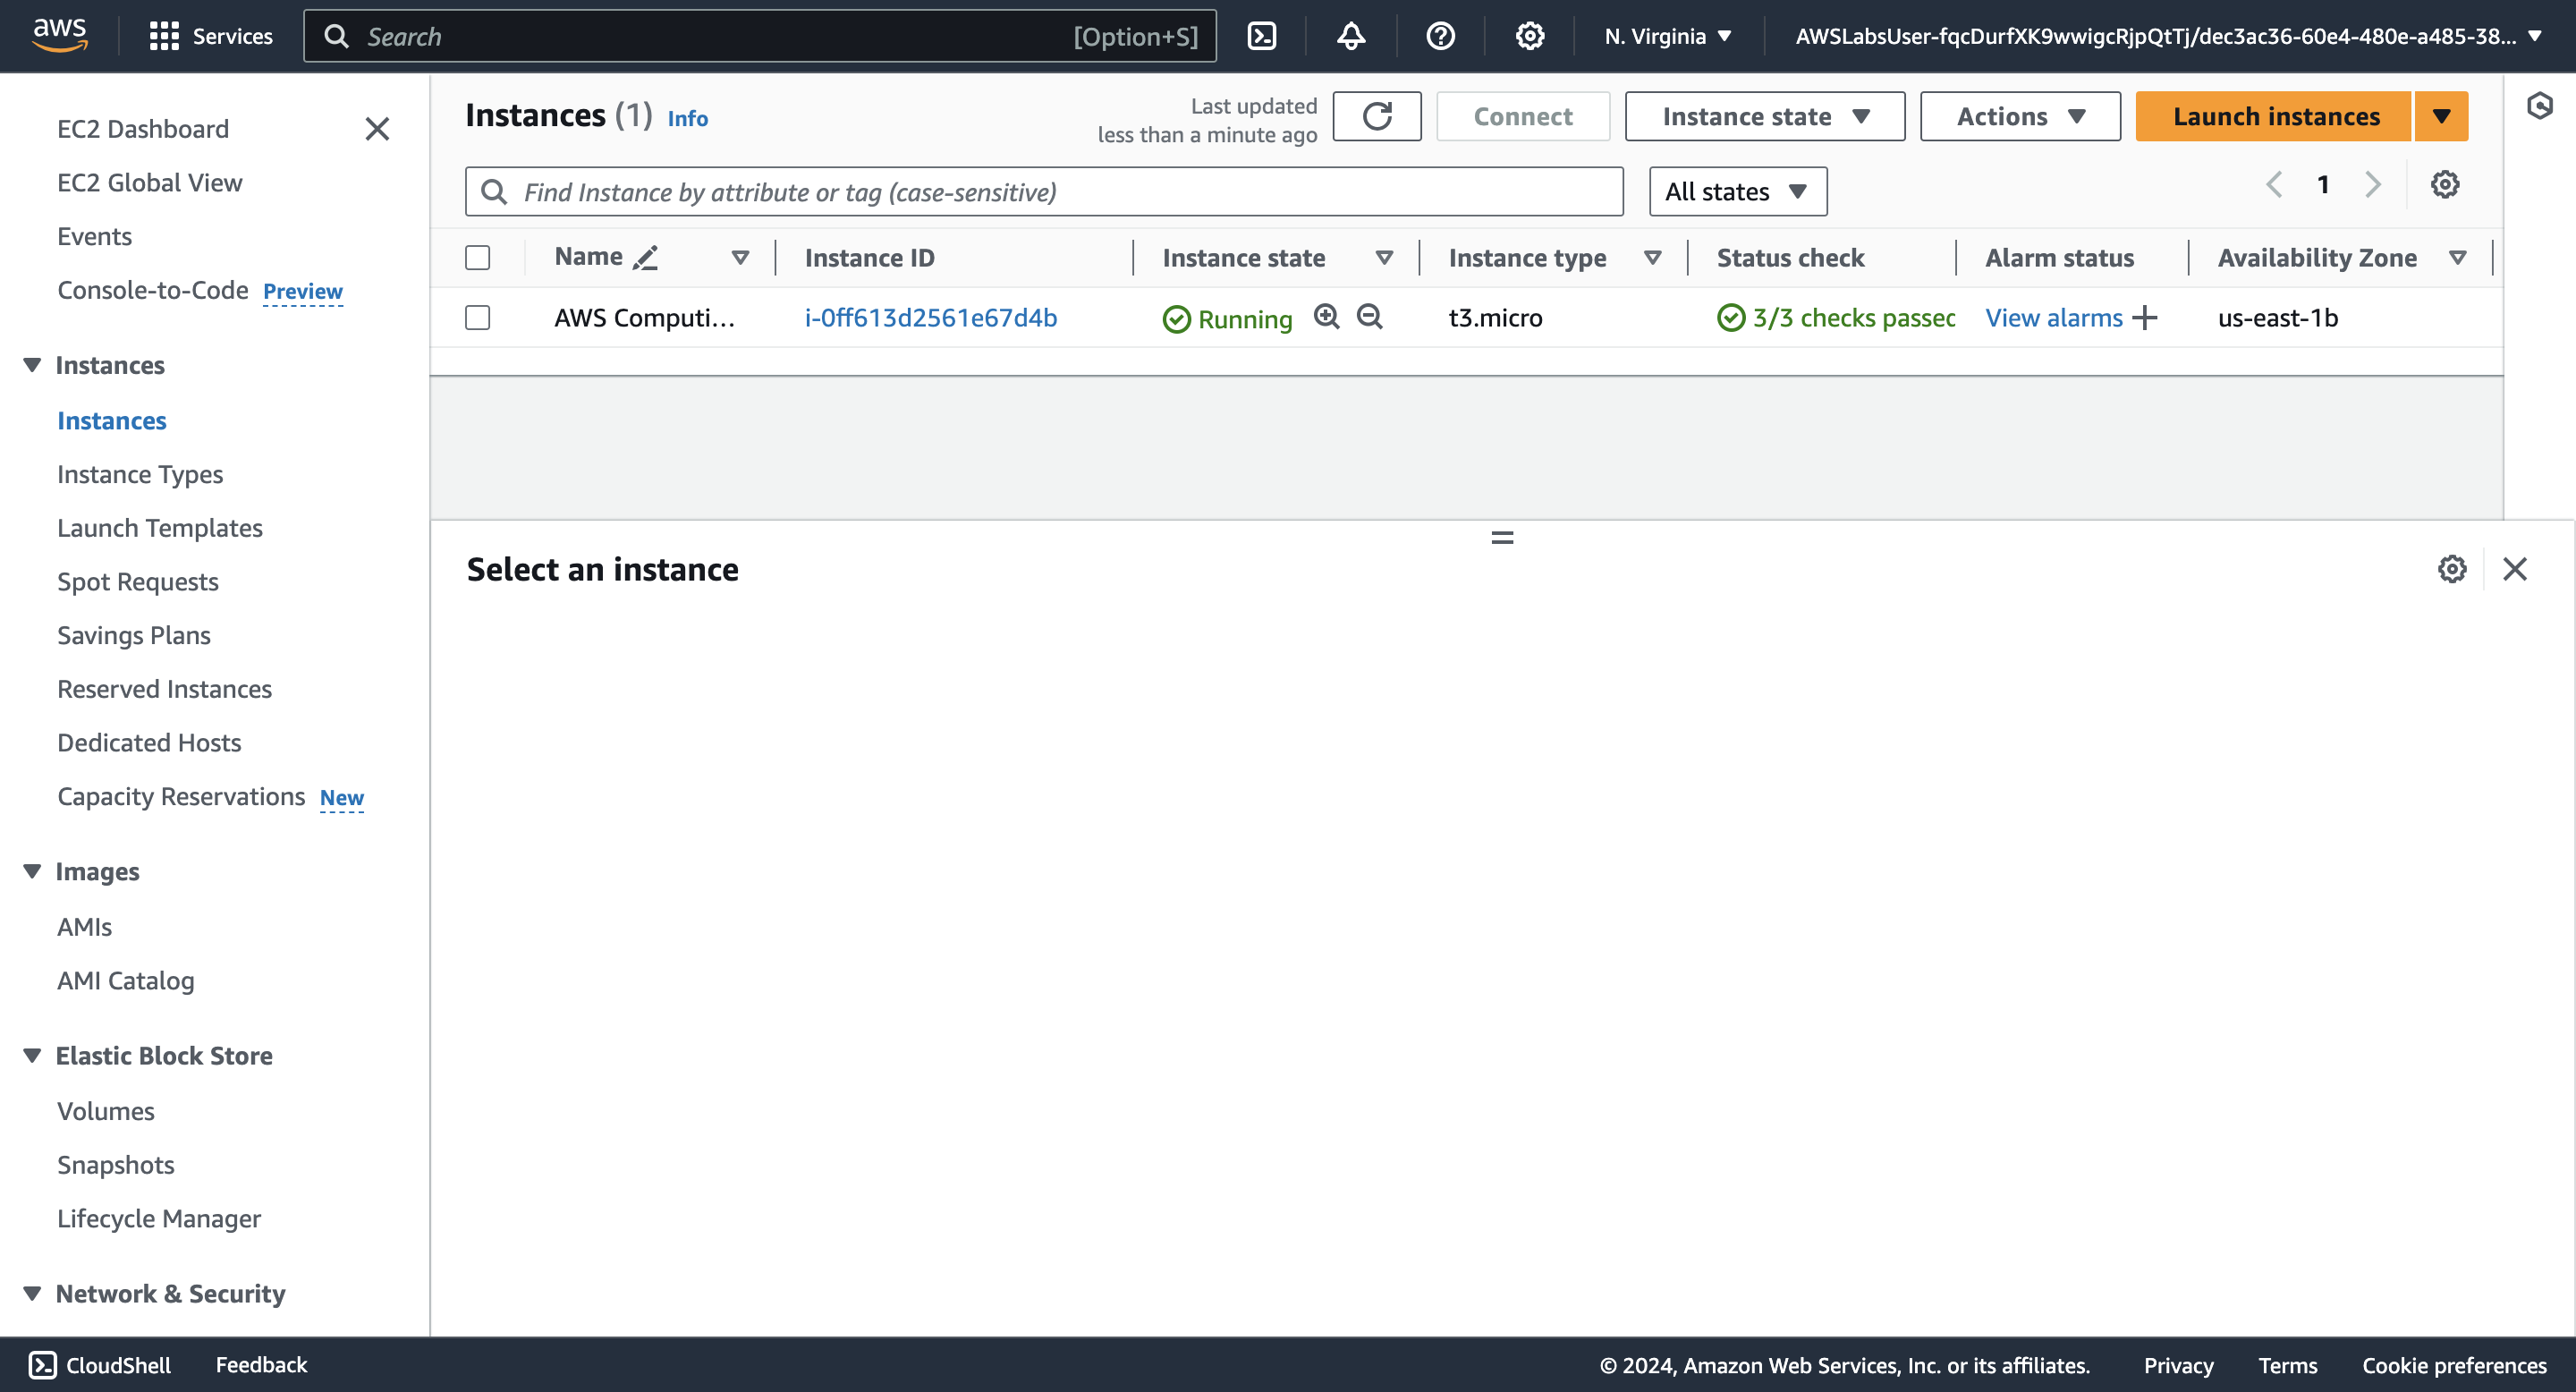 aws
Services
Search [Option+S]
N. Virginia
AWSLabsUser-fqcDurfXK9wwigcRjpQtTj/dec3ac36-60e4-480e-a485-38...
EC2 Dashboard
EC2 Global View
Events
Console-to-Code Preview
Instances
Instances
Instance Types
Launch Templates
Spot Requests
Savings Plans
Reserved Instances
Dedicated Hosts
Capacity Reservations New
Images
AMIs
AMI Catalog
Elastic Block Store
Volumes
Snapshots
Lifecycle Manager
Network & Security
Instances (1) Info
Last updated
less than a minute ago
Connect
Instance state
Actions
Launch instances
Find Instance by attribute or tag (case-sensitive)
All states
1
Name Instance ID Instance state Instance type Status check Alarm status Availability Zone
AWS Computi... i-0ff613d2561e67d4b Running t3.micro 3/3 checks passec View alarms us-east-1b
Select an instance
CloudShell Feedback © 2024, Amazon Web Services, Inc. or its affiliates. Privacy Terms Cookie preferences